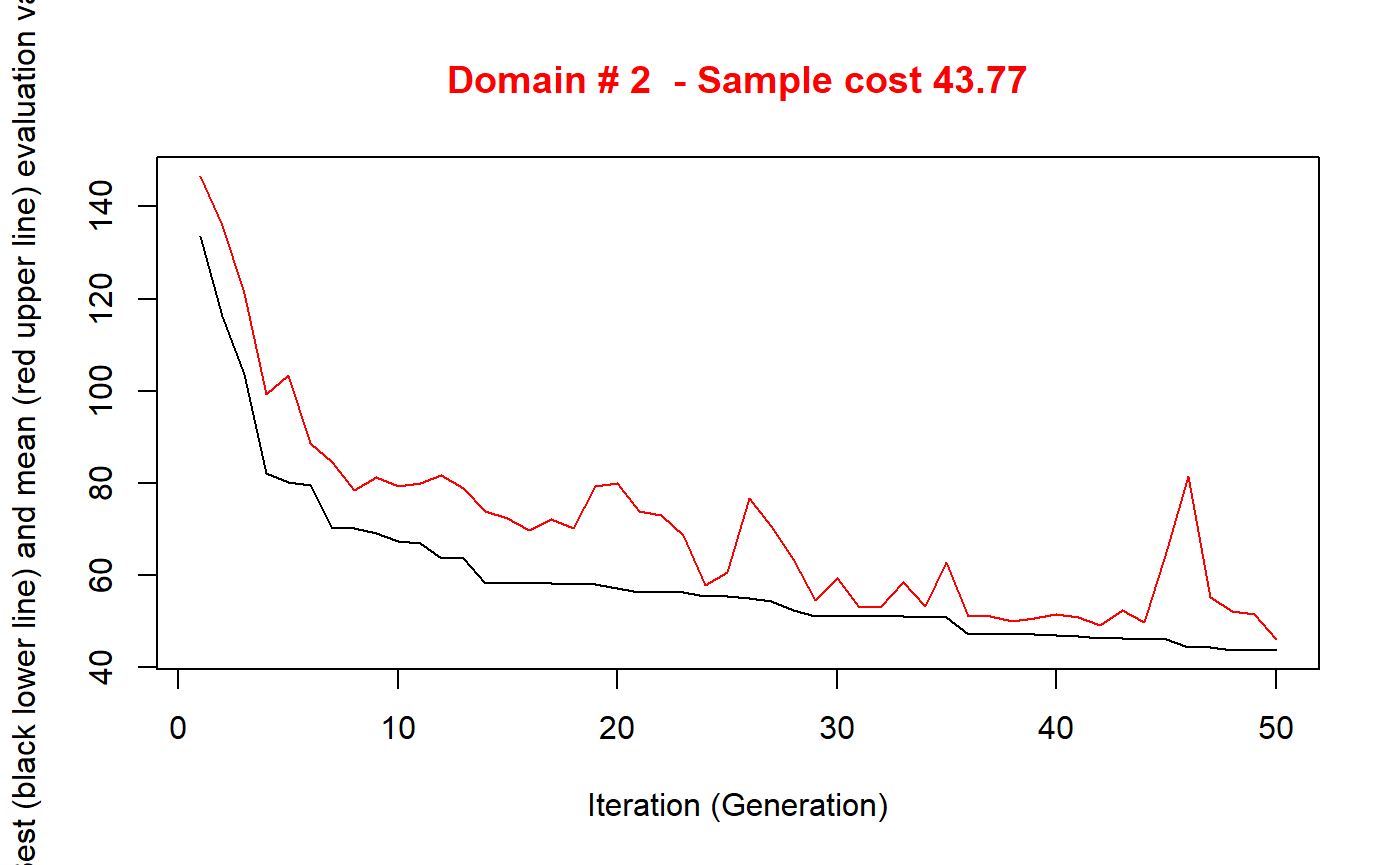 Domain # 2  - Sample cost 43.77
est (black lower line) and mean (red upper line) evaluation va
140
120
100
80
60
40
0 10 20 30 40 50
Iteration (Generation)